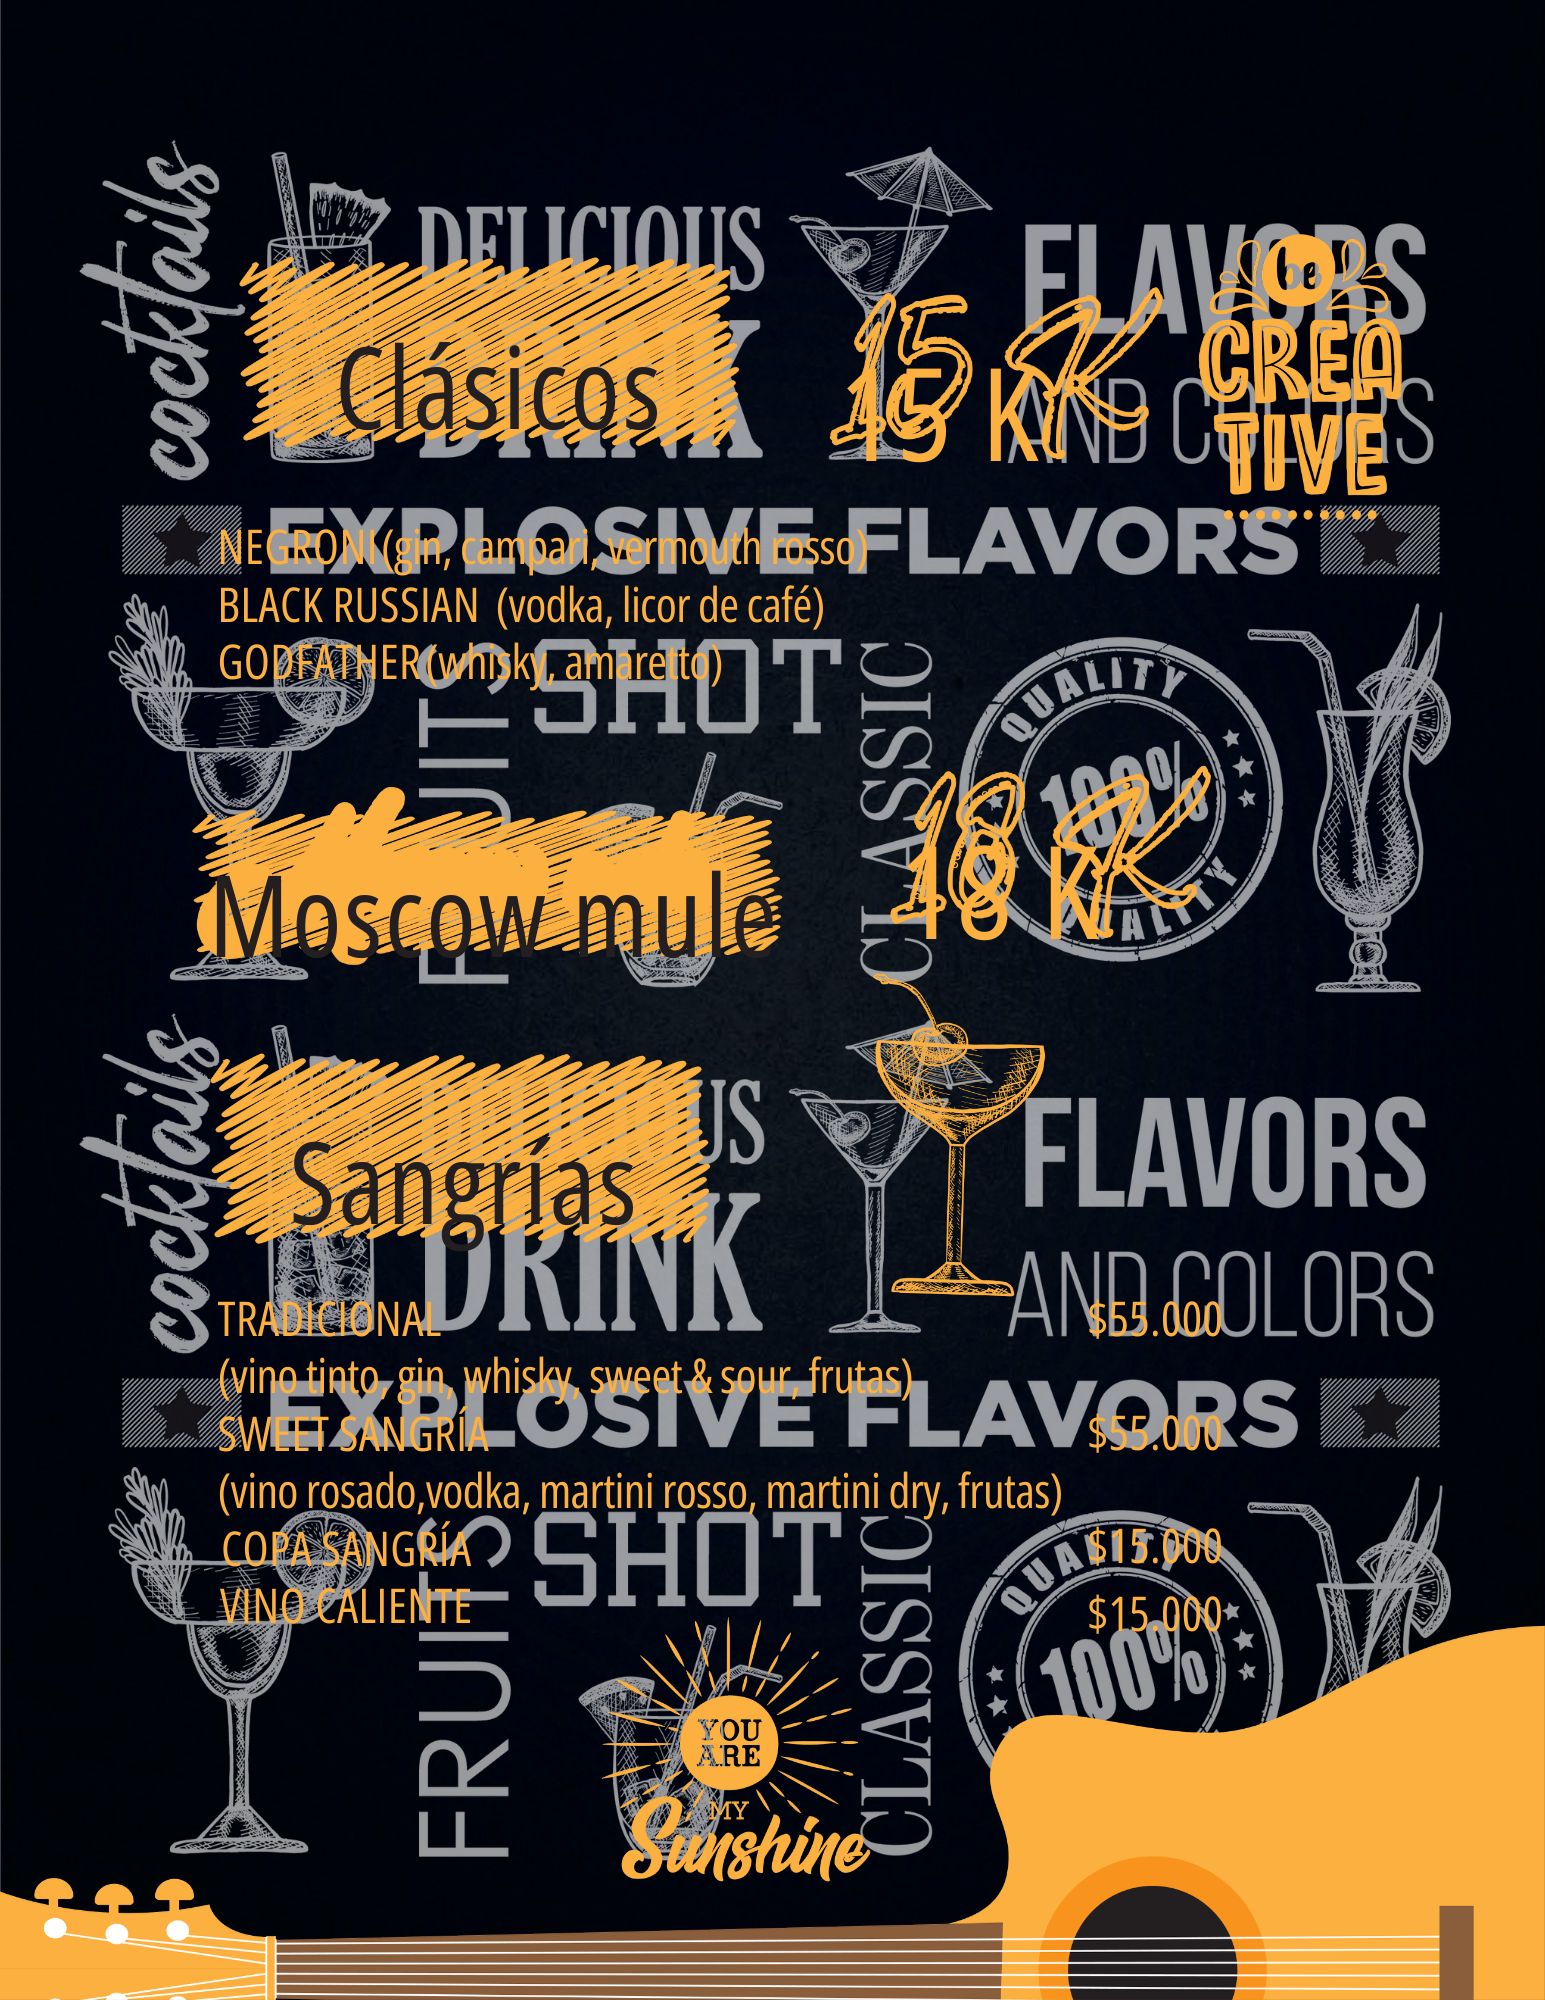 cocktails
DELICIOUS
DRINK
FLAVORS
AND COLORS
be
CREA
TIVE
Clásicos
15 K
15 K
EXPLOSIVE FLAVORS
NEGRONI (gin, campari, vermouth rosso)
BLACK RUSSIAN (vodka, licor de café)
GODFATHER (whisky, amaretto)
FRUITS
SHOT
CLASSIC
QUALITY
100%
QUALITY
Moscow mule
18 K
18 K
cocktails
DRINK
FLAVORS
AND COLORS
Sangrías
TRADICIONAL $55.000
(vino tinto, gin, whisky, sweet & sour, frutas)
EXPLOSIVE FLAVORS
SWEET SANGRÍA $55.000
(vino rosado,vodka, martini rosso, martini dry, frutas)
COPA SANGRÍA $15.000
VINO CALIENTE $15.000
FRUITS
SHOT
CLASSIC
QUALITY
100%
YOU
ARE
MY
Sunshine